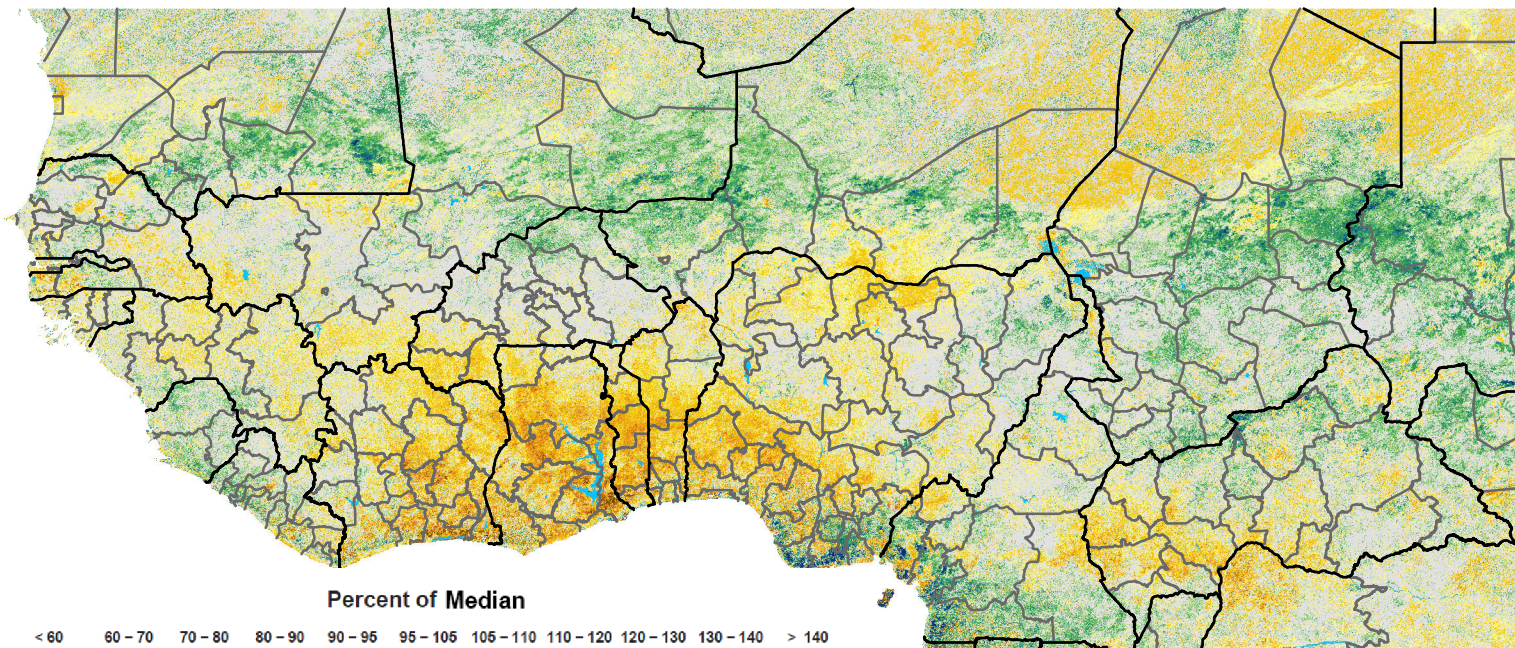 Percent of Median
< 60 60 – 70 70 – 80 80 – 90 90 – 95 95 – 105 105 – 110 110 – 120 120 – 130 130 – 140 > 140